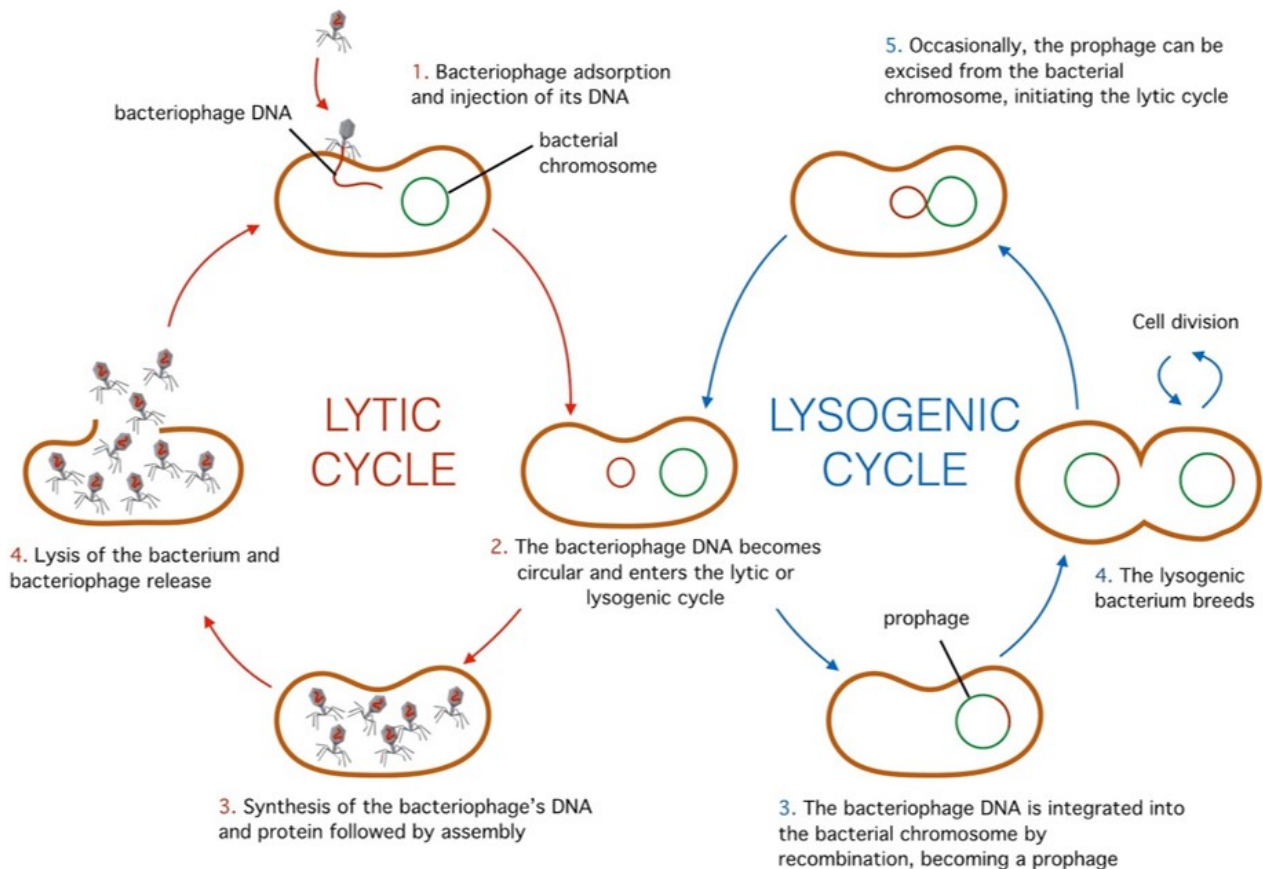 1. Bacteriophage adsorption
and injection of its DNA
bacteriophage DNA
bacterial
chromosome
5. Occasionally, the prophage can be
excised from the bacterial
chromosome, initiating the lytic cycle
Cell division
LYTIC
CYCLE
LYSOGENIC
CYCLE
4. Lysis of the bacterium and
bacteriophage release
2. The bacteriophage DNA becomes
circular and enters the lytic or
lysogenic cycle
4. The lysogenic
bacterium breeds
prophage
3. Synthesis of the bacteriophage's DNA
and protein followed by assembly
3. The bacteriophage DNA is integrated into
the bacterial chromosome by
recombination, becoming a prophage